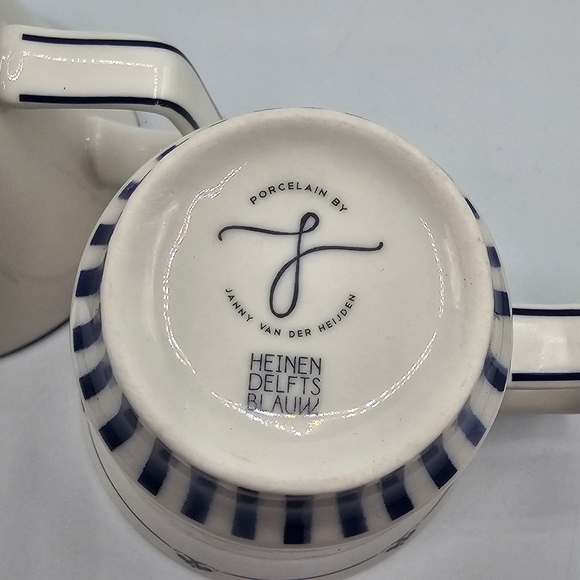 PORCELAIN BY
JANNY VAN DER HEIJDEN
HEINEN
DELFTS
BLAUW